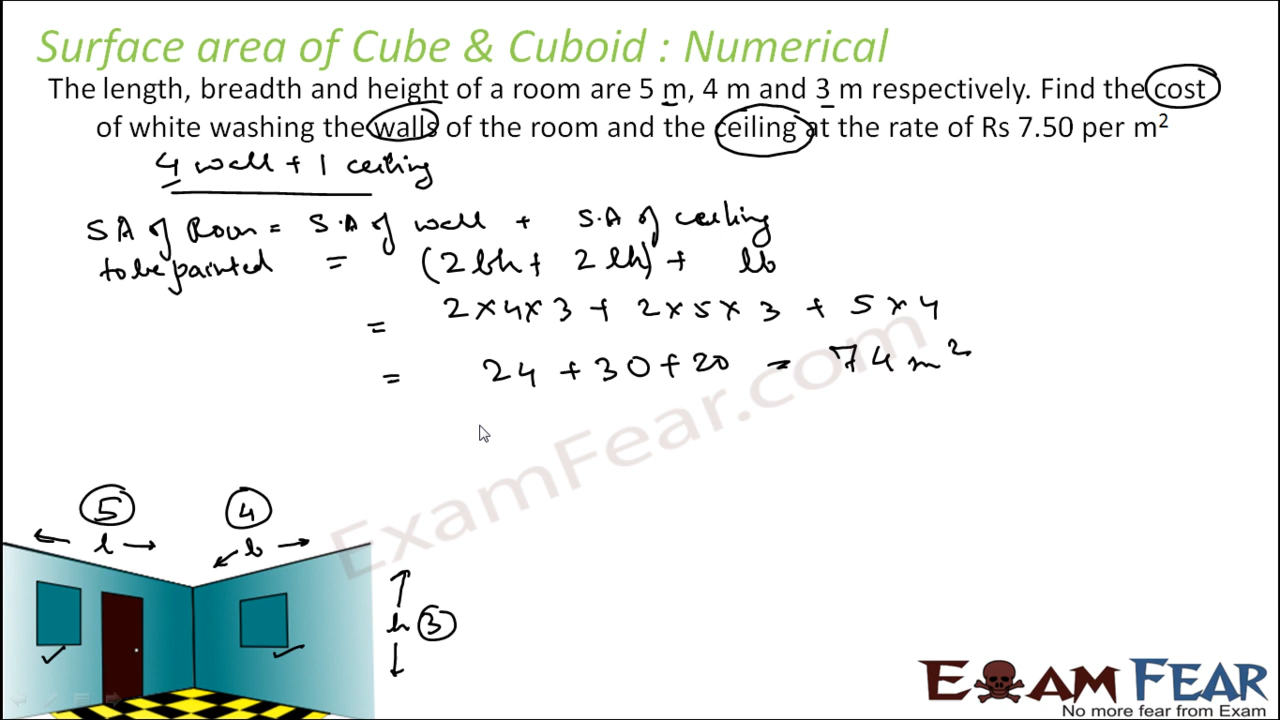 Surface area of Cube & Cuboid : Numerical
The length, breadth and height of a room are 5 m, 4 m and 3 m respectively. Find the cost
of white washing the walls of the room and the ceiling at the rate of Rs 7.50 per m²
4 wall + 1 ceiling
SA of Room = S.A of wall + S.A of ceiling
to be painted = (2bh + 2lh) + lb
= 2 × 4 × 3 + 2 × 5 × 3 + 5 × 4
= 24 + 30 + 20 = 74 m²
ExamFear.com
5 4
l b
h 3
EXAM FEAR
No more fear from Exam